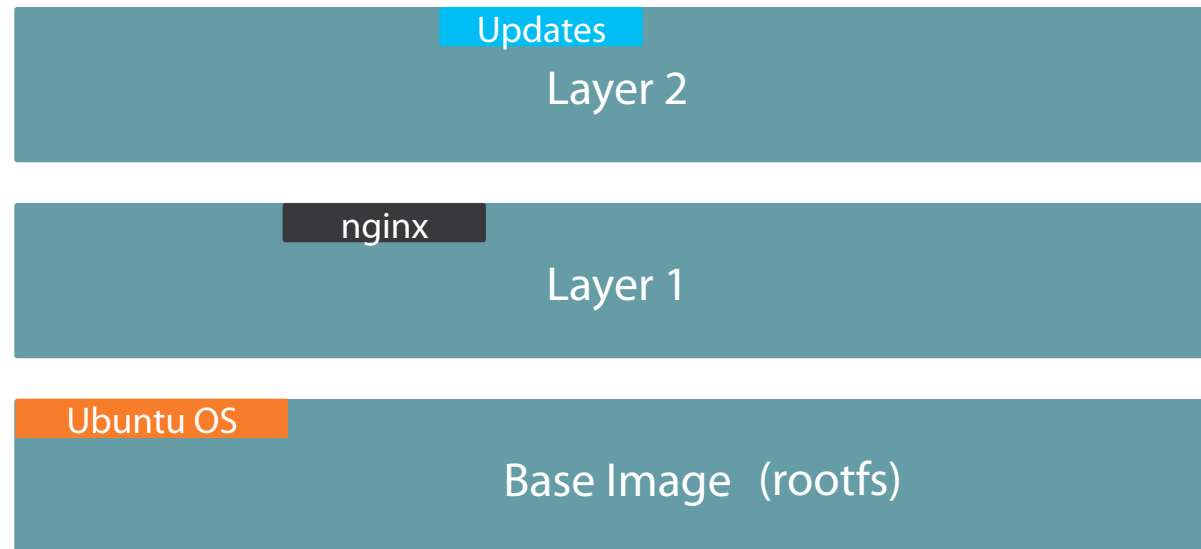 Updates
Layer 2
nginx
Layer 1
Ubuntu OS
Base Image (rootfs)